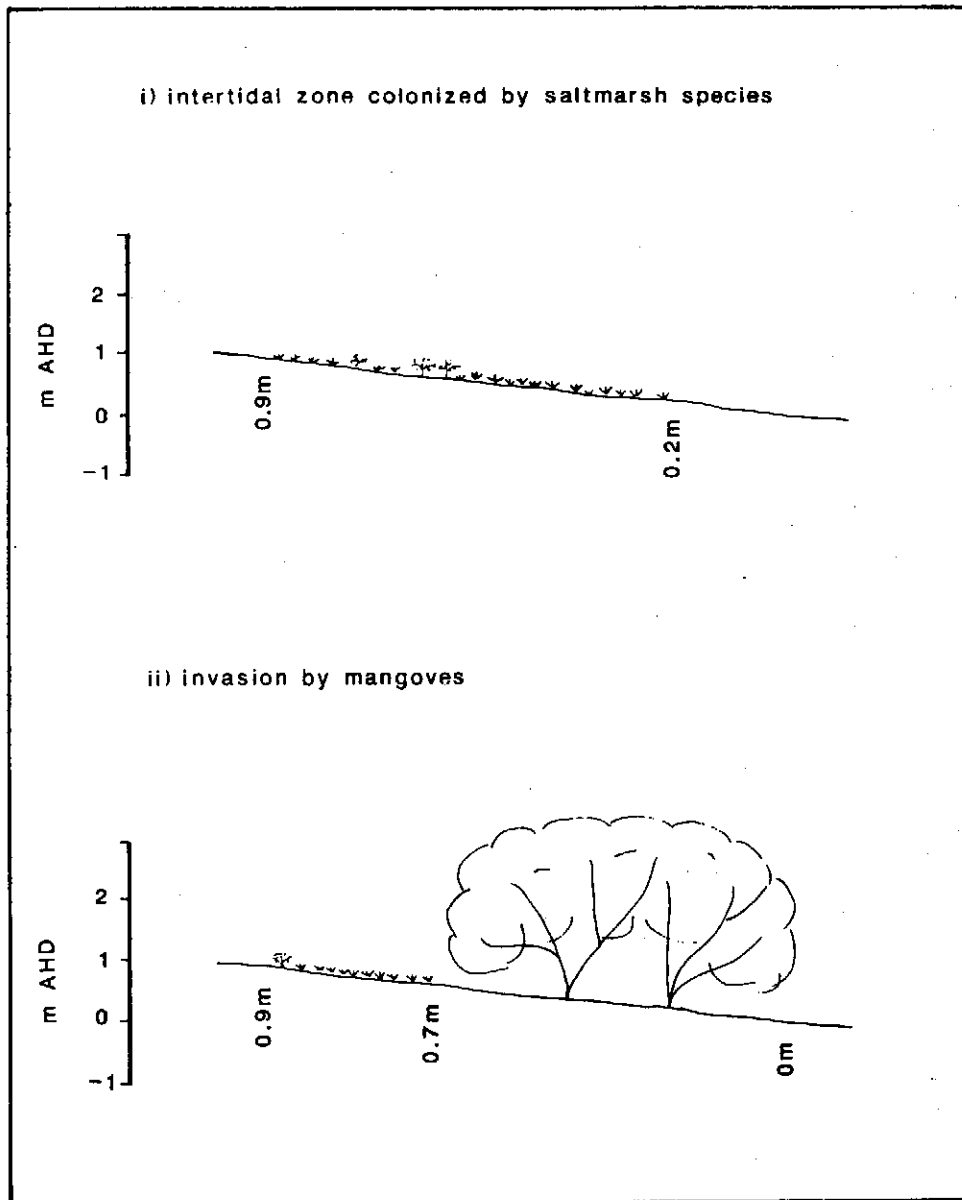 i) intertidal zone colonized by saltmarsh species
2
1
0
-1
m AHD
0.9m
0.2m
ii) invasion by mangoves
2
1
0
-1
m AHD
0.9m
0.7m
0m